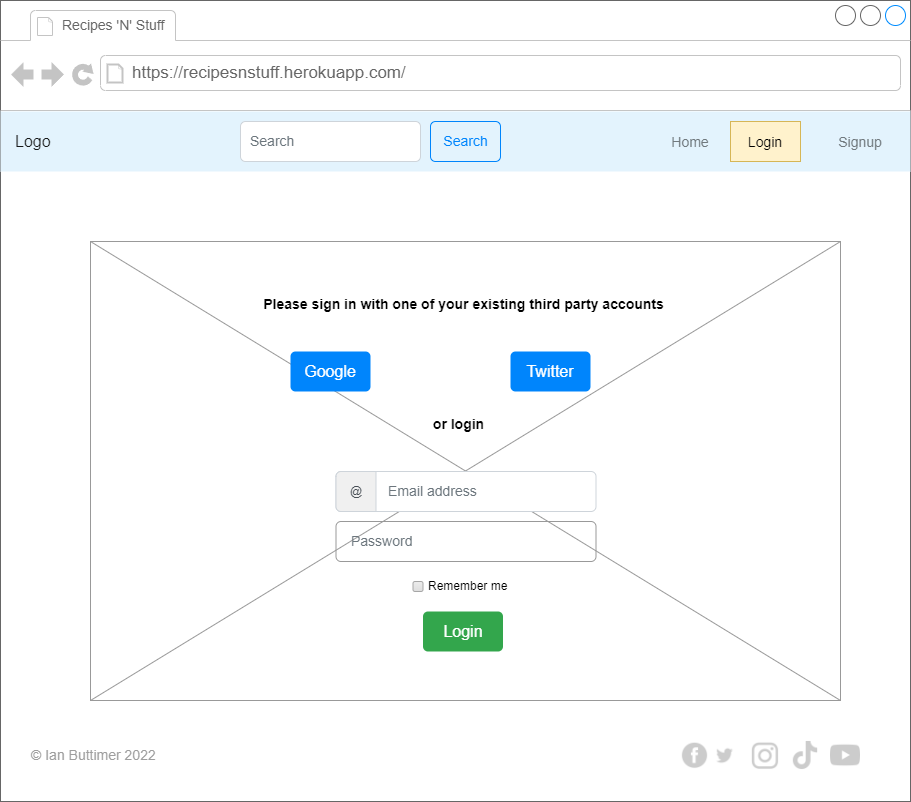 Recipes 'N' Stuff
https://recipesnstuff.herokuapp.com/
Logo Search Search Home Login Signup
Please sign in with one of your existing third party accounts
Google Twitter
or login
@ Email address
Password
Remember me
Login
© Ian Buttimer 2022